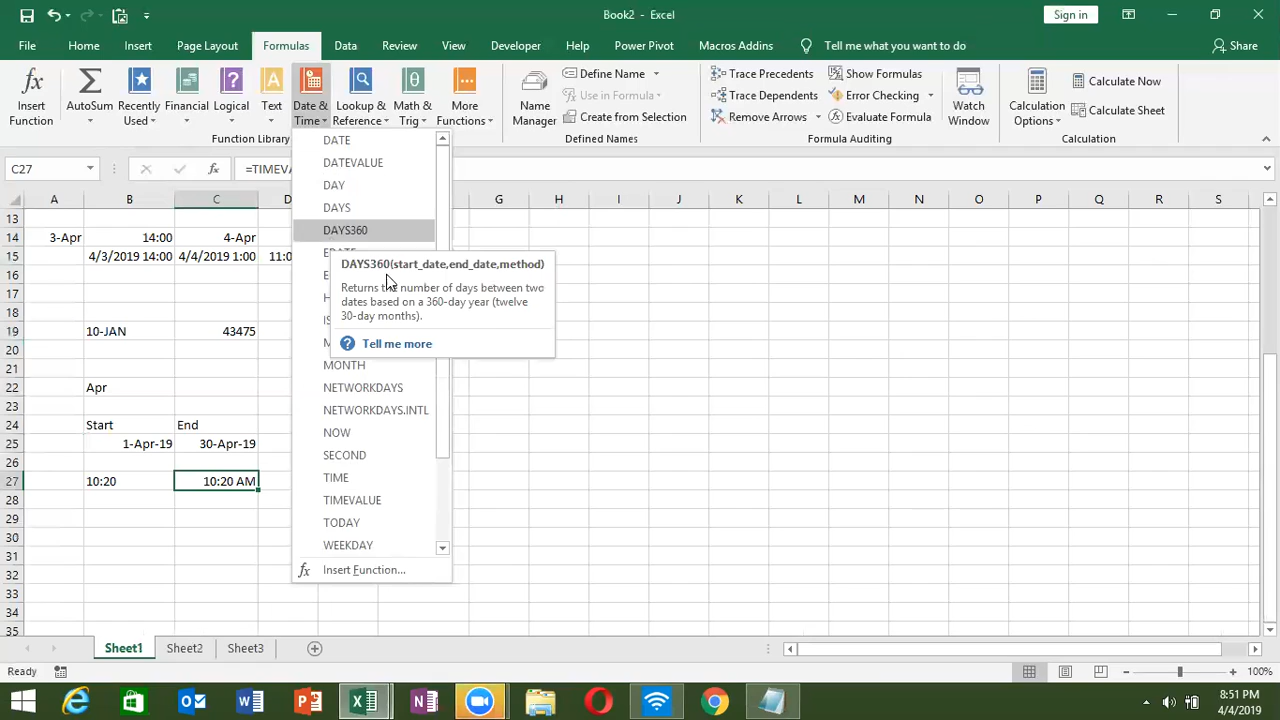 Book2 - Excel
Sign in
File Home Insert Page Layout Formulas Data Review View Developer Help Power Pivot Macros Addins Tell me what you want to do Share
Insert Function
AutoSum
Recently Used
Financial
Logical
Text
Date & Time
Lookup & Reference
Math & Trig
More Functions
Function Library
Name Manager
Define Name
Use in Formula
Create from Selection
Defined Names
Trace Precedents
Trace Dependents
Remove Arrows
Show Formulas
Error Checking
Evaluate Formula
Formula Auditing
Watch Window
Calculation Options
Calculate Now
Calculate Sheet
Calculation
C27 fx =TIMEVA
A B C D G H I J K L M N O P Q R S
13
14 3-Apr 14:00 4-Apr
15 4/3/2019 14:00 4/4/2019 1:00 11:0
16
17
18
19 10-JAN 43475
20
21
22 Apr
23
24 Start End
25 1-Apr-19 30-Apr-19
26
27 10:20 10:20 AM
28
29
30
31
32
33
34
35
DATE
DATEVALUE
DAY
DAYS
DAYS360
DAYS360(start_date,end_date,method)
Returns the number of days between two
dates based on a 360-day year (twelve
30-day months).
Tell me more
MONTH
NETWORKDAYS
NETWORKDAYS.INTL
NOW
SECOND
TIME
TIMEVALUE
TODAY
WEEKDAY
fx Insert Function...
Sheet1 Sheet2 Sheet3
Ready 100%
8:51 PM
4/4/2019